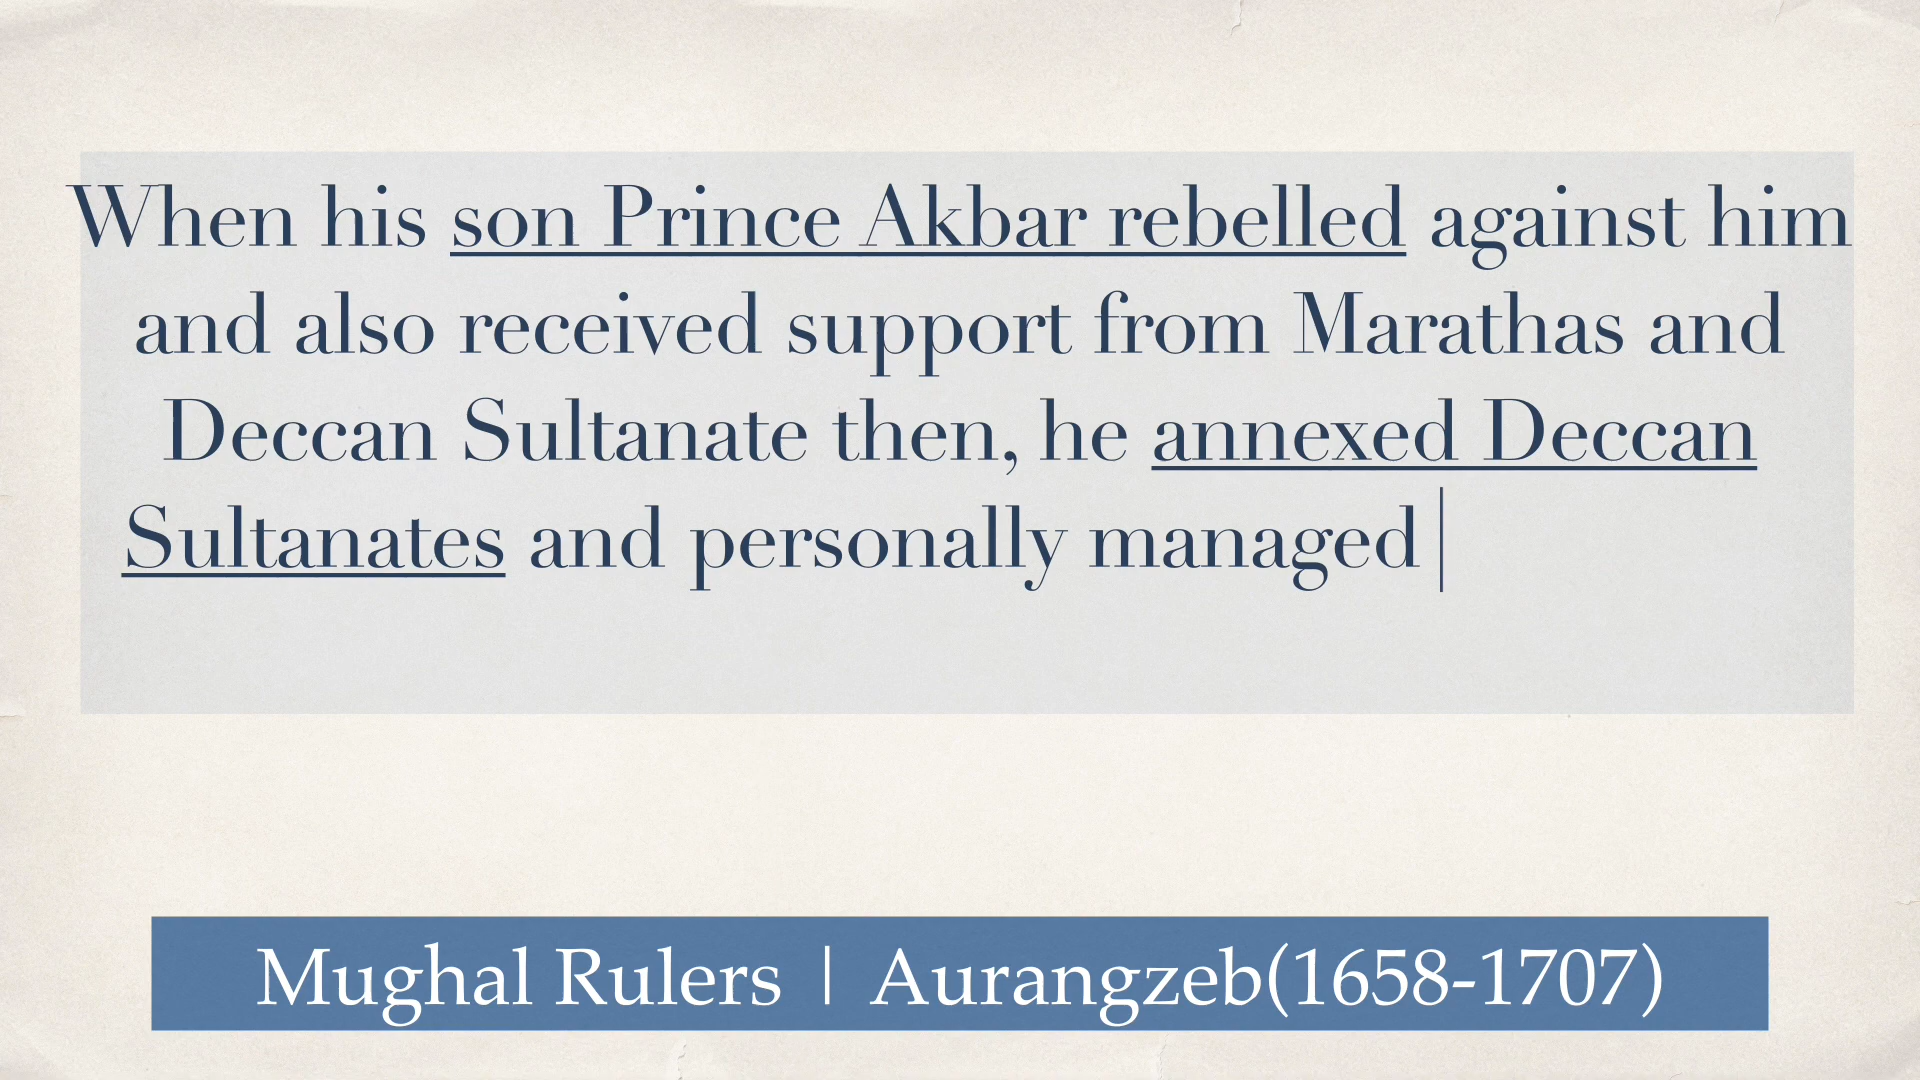 When his son Prince Akbar rebelled against him
and also received support from Marathas and
Deccan Sultanate then, he annexed Deccan
Sultanates and personally managed
Mughal Rulers | Aurangzeb(1658-1707)